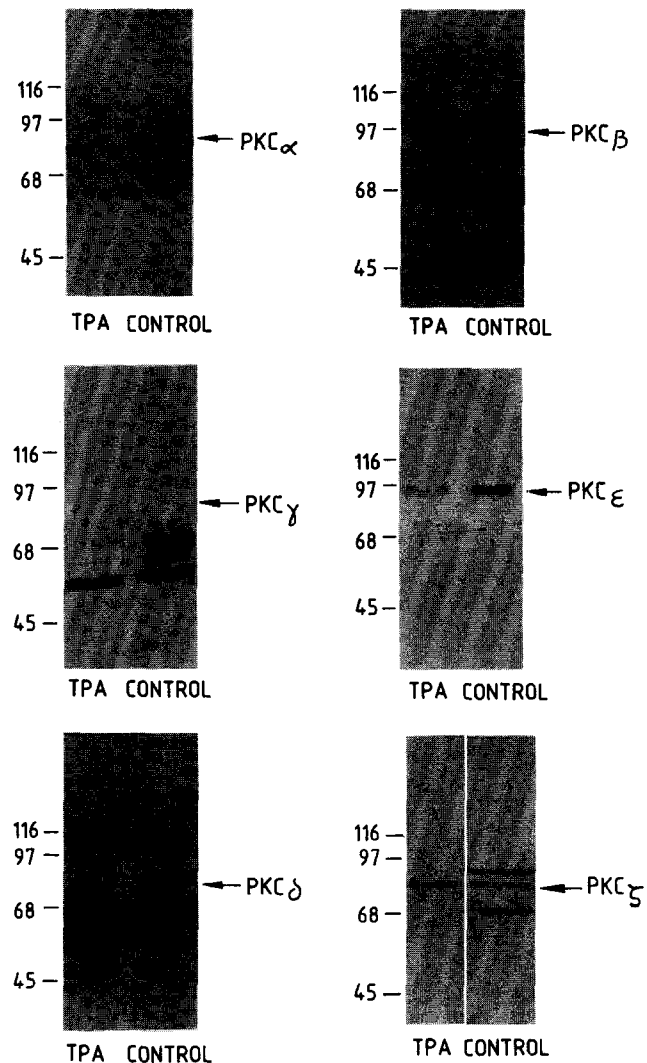 116
97
68
45
PKCα
TPA CONTROL
116
97
68
45
PKCβ
TPA CONTROL
116
97
68
45
PKCγ
TPA CONTROL
116
97
68
45
PKCε
TPA CONTROL
116
97
68
45
PKCδ
TPA CONTROL
116
97
68
45
PKCζ
TPA CONTROL